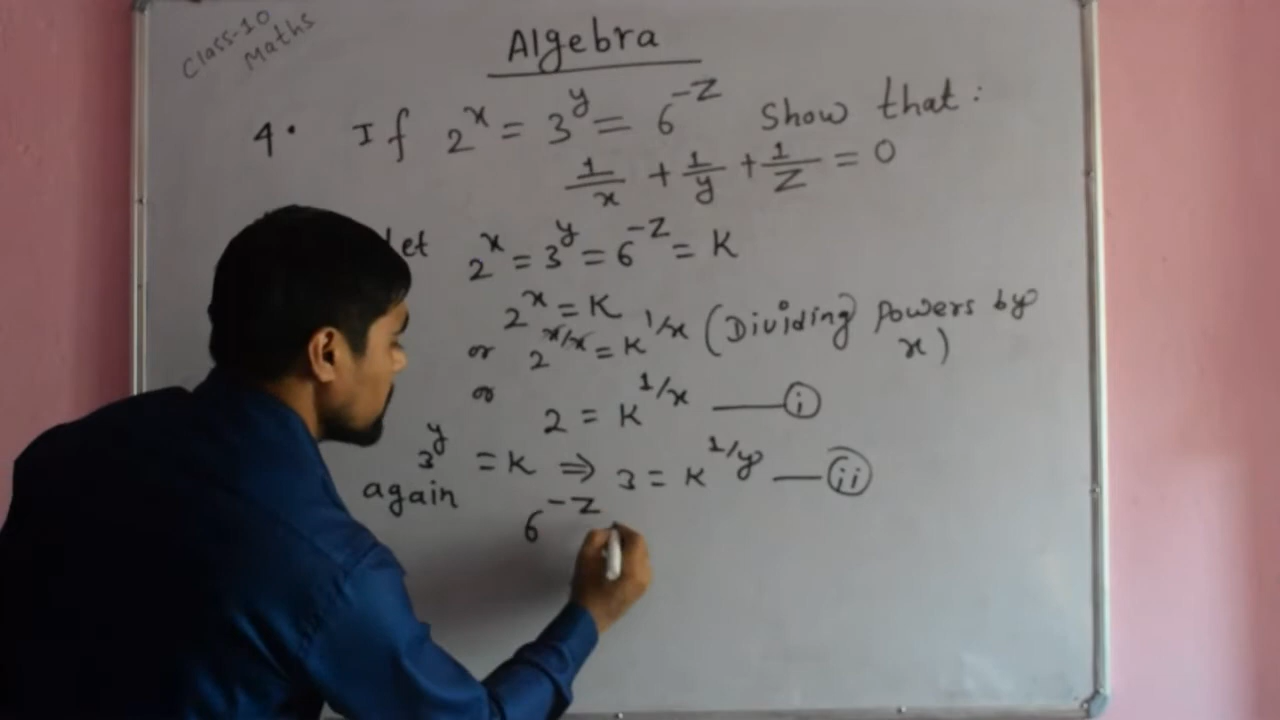 Class-10
Maths
Algebra
4. If 2^x = 3^y = 6^-z Show that:
1/x + 1/y + 1/z = 0
let 2^x = 3^y = 6^-z = K
2^x = K
or 2^x/x = K^1/x (Dividing Powers by
x)
or 2 = K^1/x —— (i)
3^y = K ⇒ 3 = K^1/y —— (ii)
again
6^-z